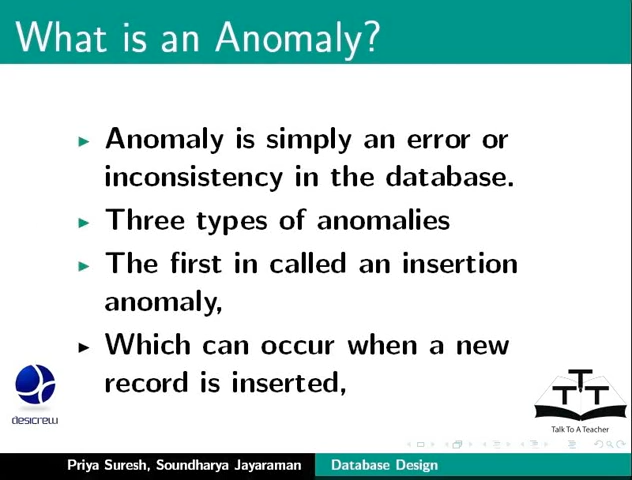 What is an Anomaly?
Anomaly is simply an error or
inconsistency in the database.
Three types of anomalies
The first in called an insertion
anomaly,
Which can occur when a new
record is inserted,
desicrew
TTT
Talk To A Teacher
Priya Suresh, Soundharya Jayaraman Database Design